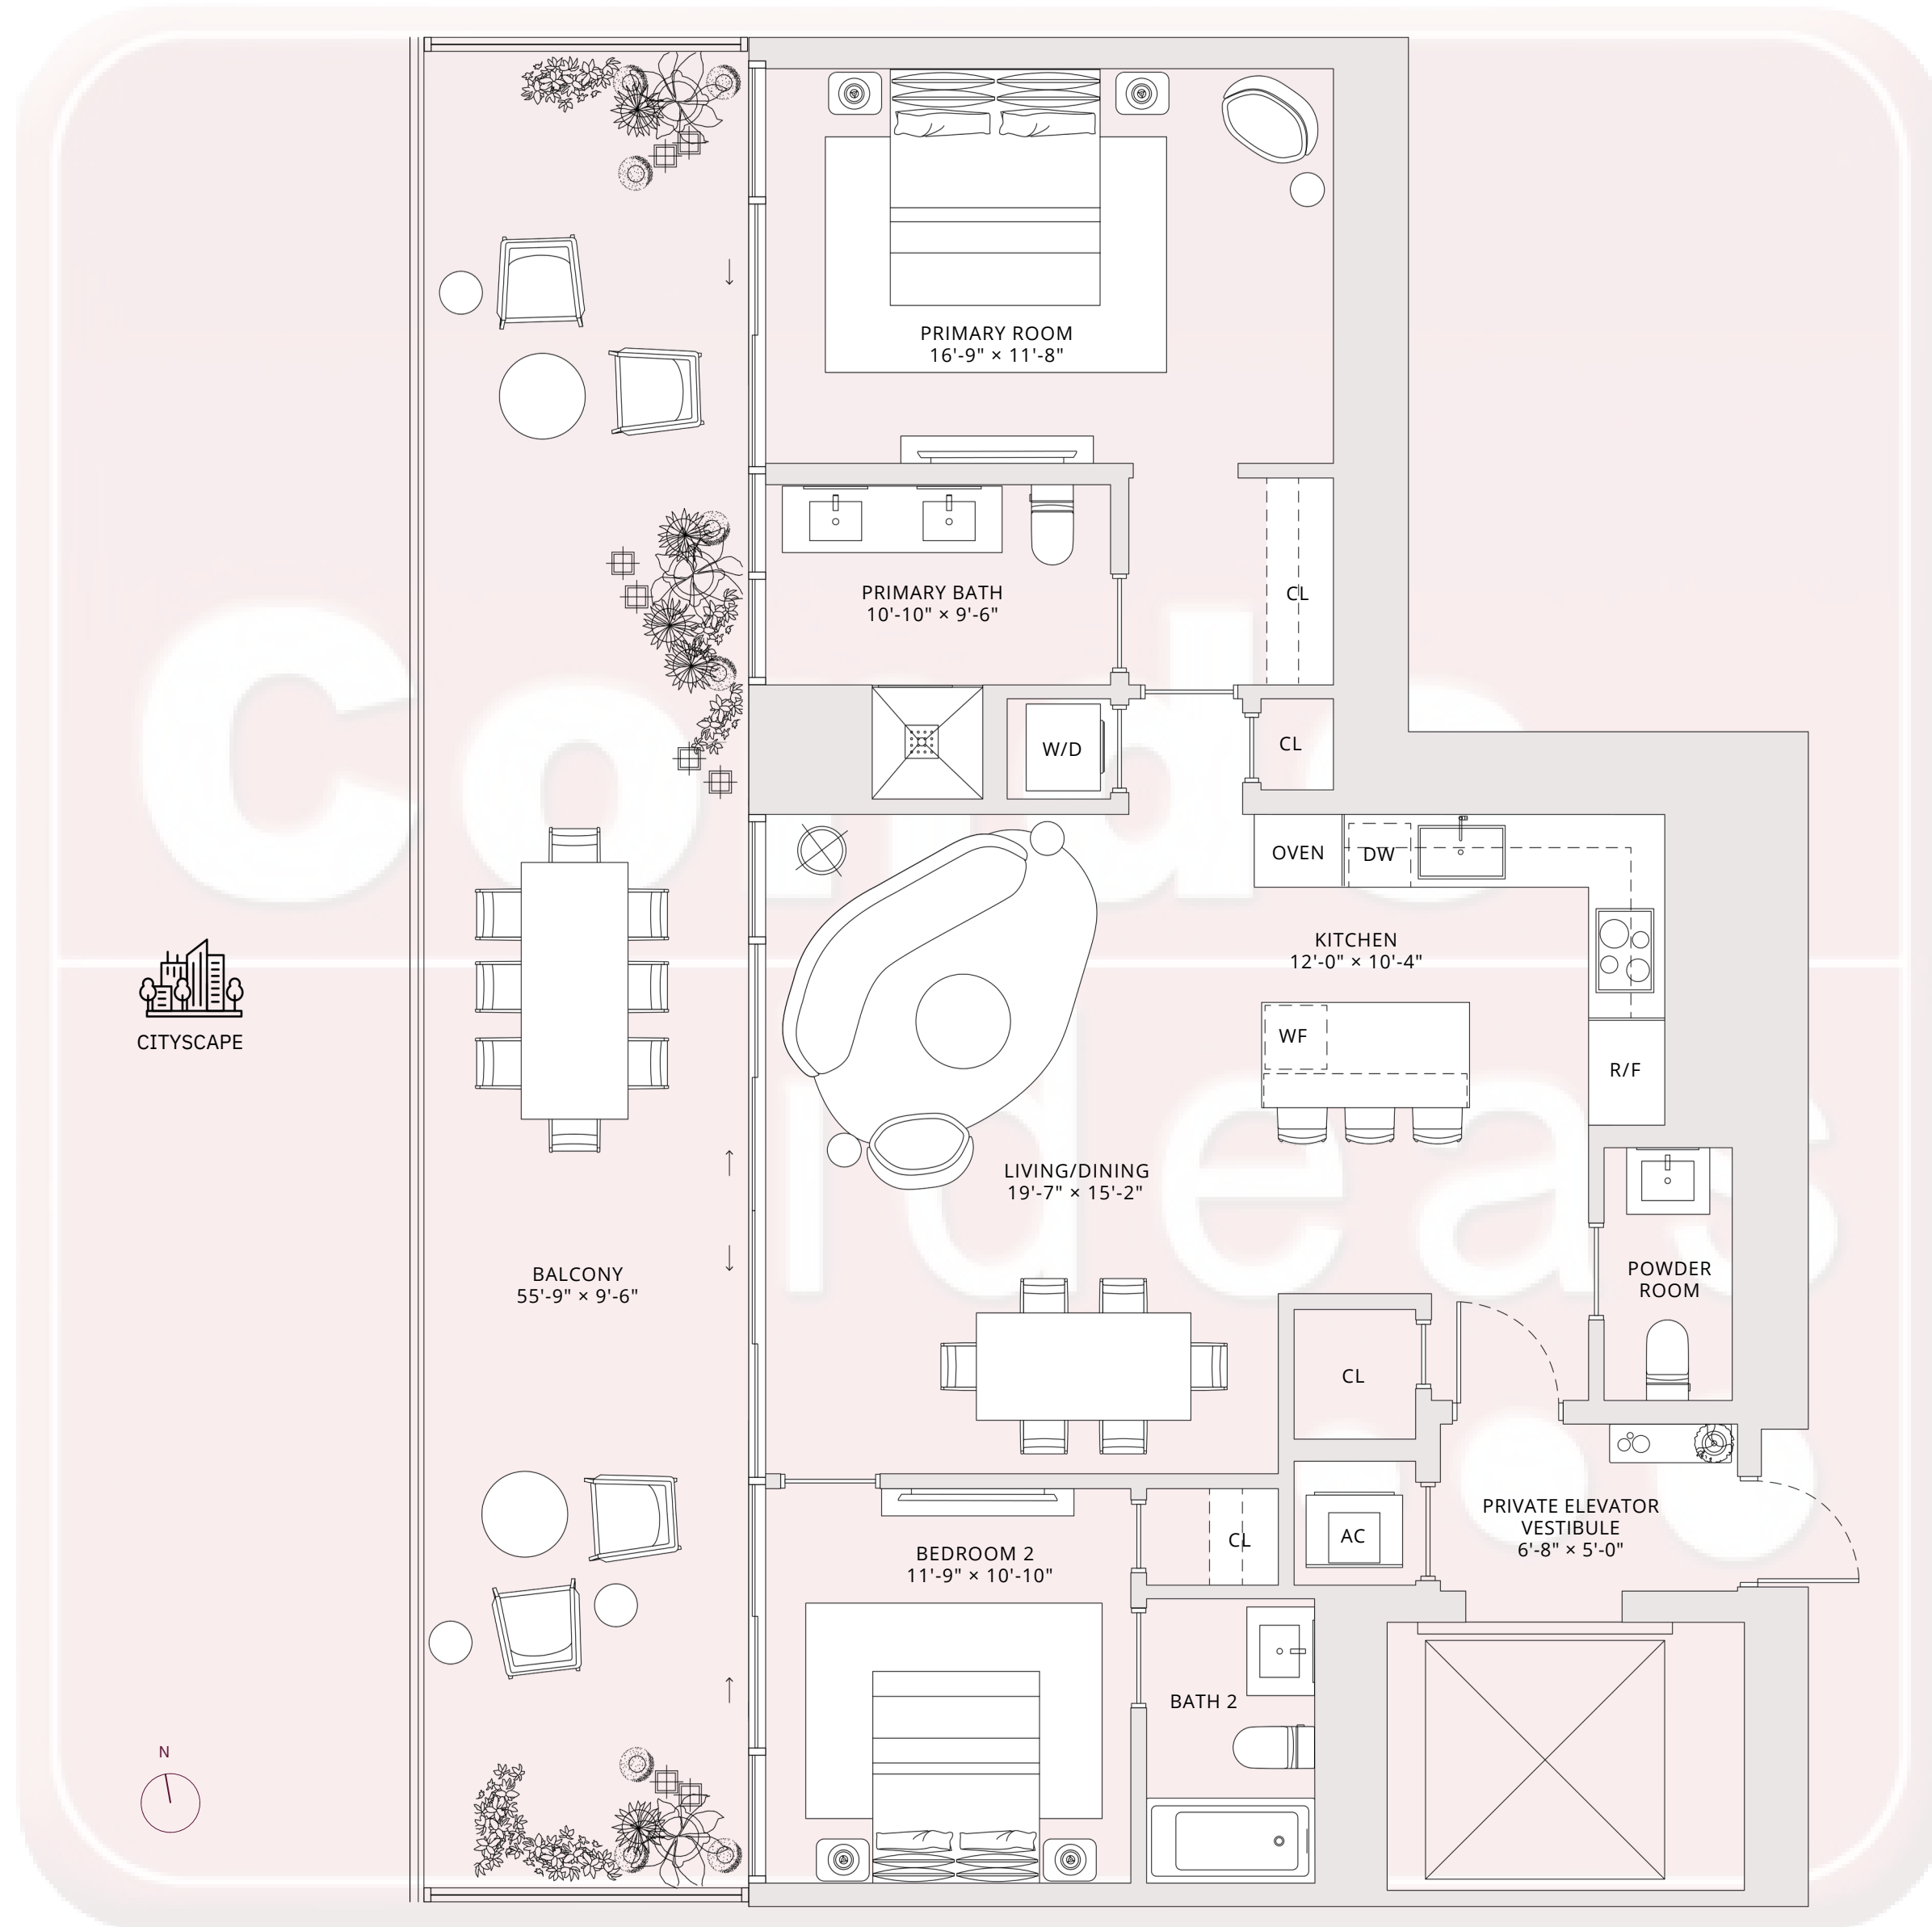 PRIMARY ROOM
16'-9" × 11'-8"
PRIMARY BATH
10'-10" × 9'-6"
CL
W/D
CL
OVEN
DW
KITCHEN
12'-0" × 10'-4"
WF
R/F
CITYSCAPE
LIVING/DINING
19'-7" × 15'-2"
BALCONY
55'-9" × 9'-6"
POWDER
ROOM
CL
PRIVATE ELEVATOR
VESTIBULE
6'-8" × 5'-0"
AC
CL
BEDROOM 2
11'-9" × 10'-10"
BATH 2
N
Condo
ideas